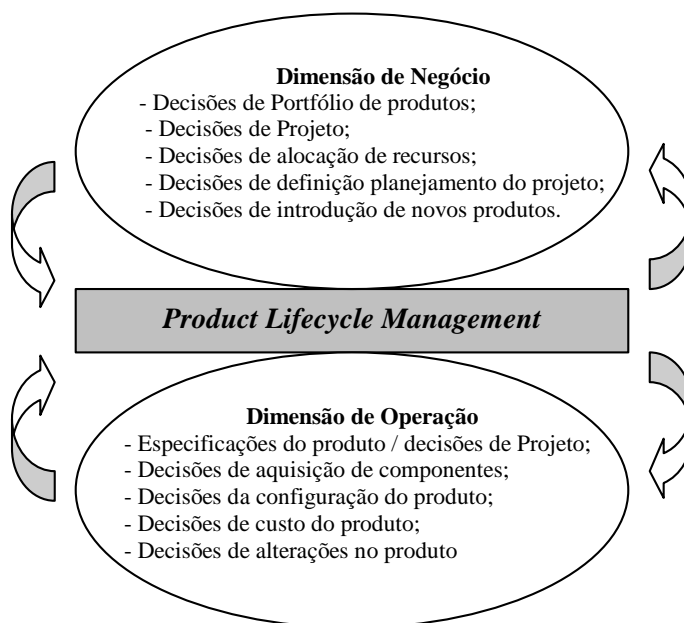 Dimensão de Negócio
- Decisões de Portfólio de produtos;
- Decisões de Projeto;
- Decisões de alocação de recursos;
- Decisões de definição planejamento do projeto;
- Decisões de introdução de novos produtos.
Product Lifecycle Management
Dimensão de Operação
- Especificações do produto / decisões de Projeto;
- Decisões de aquisição de componentes;
- Decisões da configuração do produto;
- Decisões de custo do produto;
- Decisões de alterações no produto